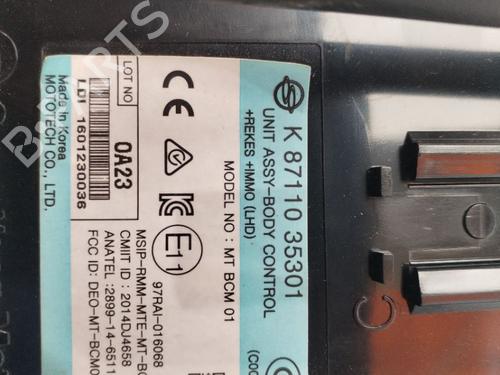 K 87110 35301
UNIT ASSY-BODY CONTROL
+REKES +IMMO (LHD)
MODEL NO : MT BCM 01
CE
E11
97RAI-016068
MSIP-RMM-MTE-MT-BC
CMIIT ID : 2014DJ4658
ANATEL :2899-14-6511
FCC ID: DEO-MT-BCM0
LOT NO
0A23
LDI 1601230036
Made in Korea
MOTOTECH CO., LTD.